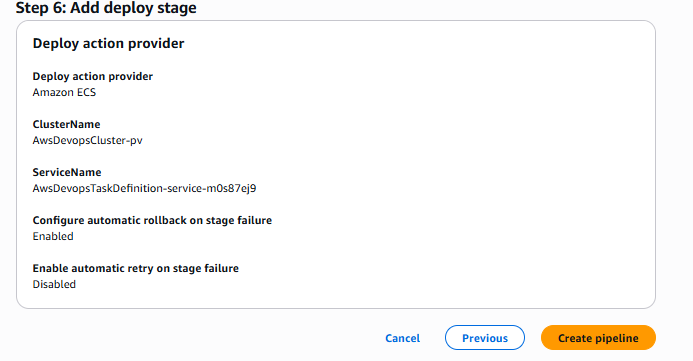 Step 6: Add deploy stage
Deploy action provider
Deploy action provider
Amazon ECS
ClusterName
AwsDevopsCluster-pv
ServiceName
AwsDevopsTaskDefinition-service-m0s87ej9
Configure automatic rollback on stage failure
Enabled
Enable automatic retry on stage failure
Disabled
Cancel
Previous
Create pipeline